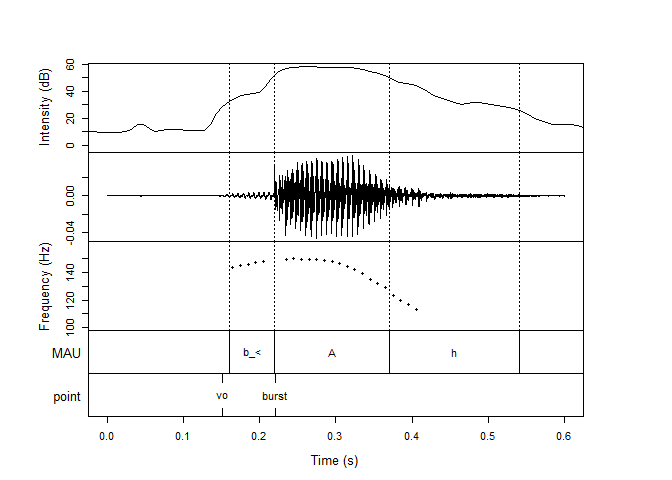 Intensity (dB)
0 20 40 60
-0.04 0.00
Frequency (Hz)
100 120 140
MAU b_< A h
point vo burst
0.0 0.1 0.2 0.3 0.4 0.5 0.6
Time (s)